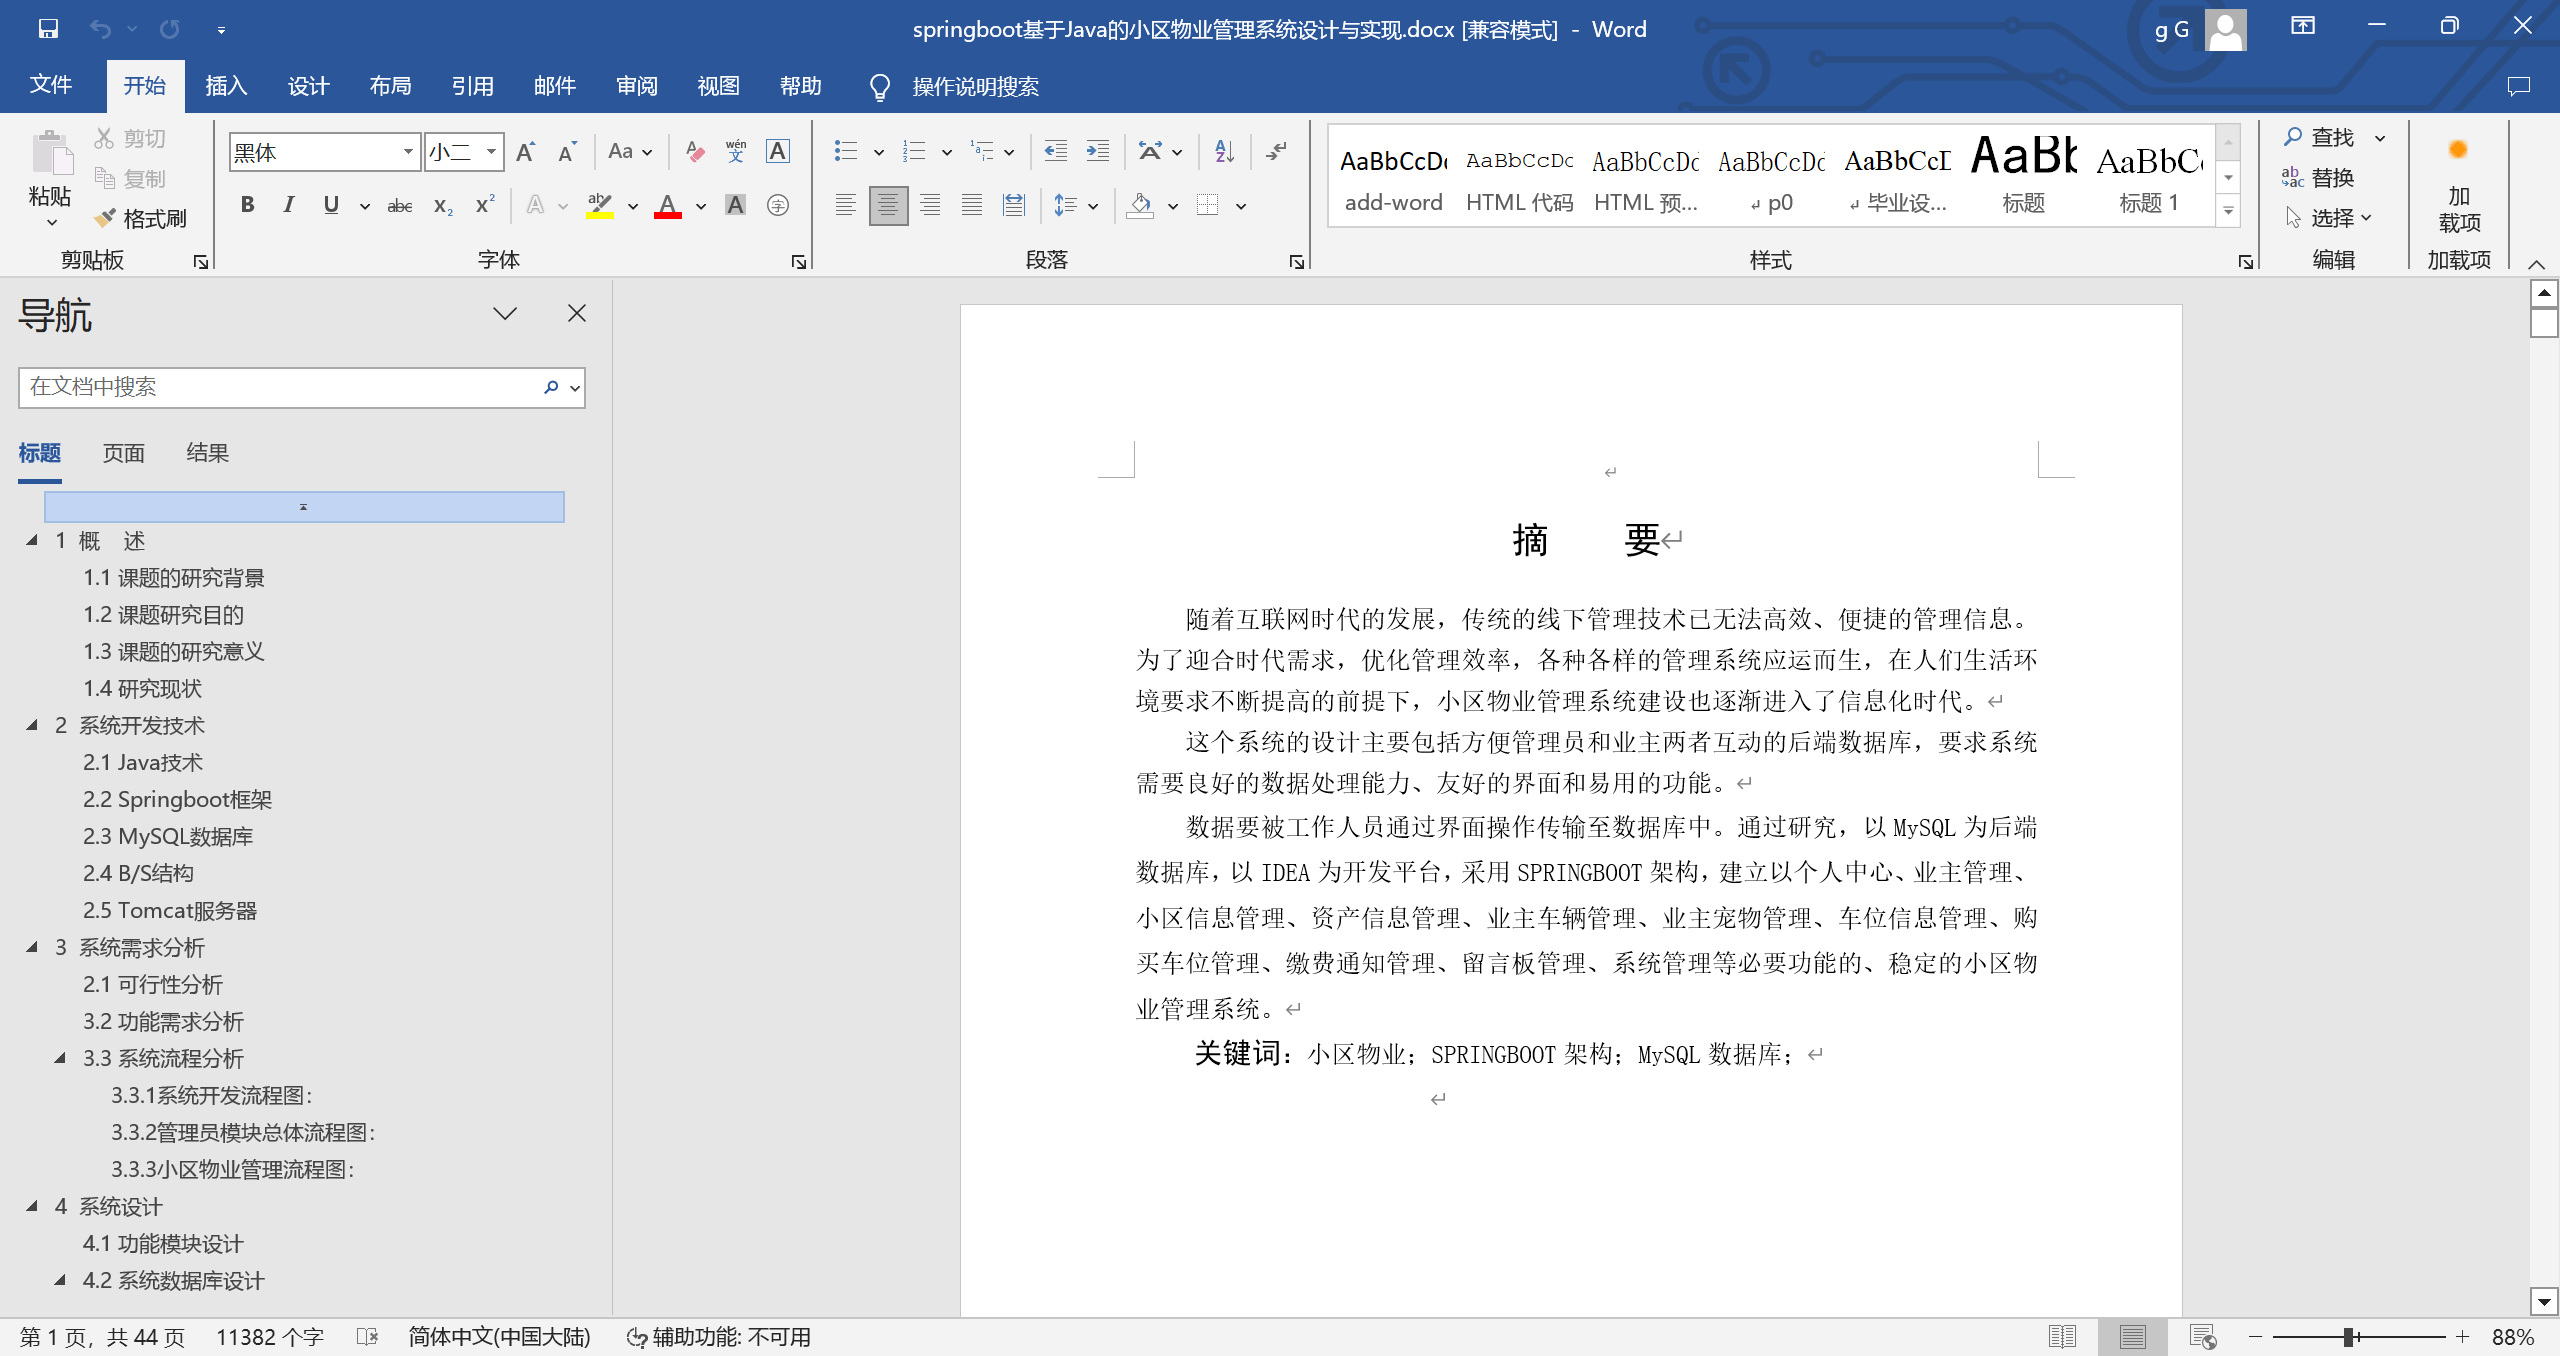 springboot基于Java的小区物业管理系统设计与实现.docx [兼容模式] - Word
g G
文件 开始 插入 设计 布局 引用 邮件 审阅 视图 帮助 操作说明搜索
粘贴
剪切
复制
格式刷
剪贴板
黑体 小二
字体
段落
AaBbCcDc add-word
AaBbCcDc HTML 代码
AaBbCcDc HTML 预...
AaBbCcDc p0
AaBbCcI 毕业设...
AaBb 标题
AaBbC 标题 1
样式
查找
替换
选择
编辑
加载项
加载项
导航
在文档中搜索
标题 页面 结果
1 概 述
1.1 课题的研究背景
1.2 课题研究目的
1.3 课题的研究意义
1.4 研究现状
2 系统开发技术
2.1 Java技术
2.2 Springboot框架
2.3 MySQL数据库
2.4 B/S结构
2.5 Tomcat服务器
3 系统需求分析
2.1 可行性分析
3.2 功能需求分析
3.3 系统流程分析
3.3.1系统开发流程图：
3.3.2管理员模块总体流程图：
3.3.3小区物业管理流程图：
4 系统设计
4.1 功能模块设计
4.2 系统数据库设计
摘 要
随着互联网时代的发展，传统的线下管理技术已无法高效、便捷的管理信息。
为了迎合时代需求，优化管理效率，各种各样的管理系统应运而生，在人们生活环
境要求不断提高的前提下，小区物业管理系统建设也逐渐进入了信息化时代。
这个系统的设计主要包括方便管理员和业主两者互动的后端数据库，要求系统
需要良好的数据处理能力、友好的界面和易用的功能。
数据要被工作人员通过界面操作传输至数据库中。通过研究，以 MySQL 为后端
数据库，以 IDEA 为开发平台，采用 SPRINGBOOT 架构，建立以个人中心、业主管理、
小区信息管理、资产信息管理、业主车辆管理、业主宠物管理、车位信息管理、购
买车位管理、缴费通知管理、留言板管理、系统管理等必要功能的、稳定的小区物
业管理系统。
关键词：小区物业；SPRINGBOOT 架构；MySQL 数据库；
第 1 页，共 44 页 11382 个字 简体中文(中国大陆) 辅助功能: 不可用 88%